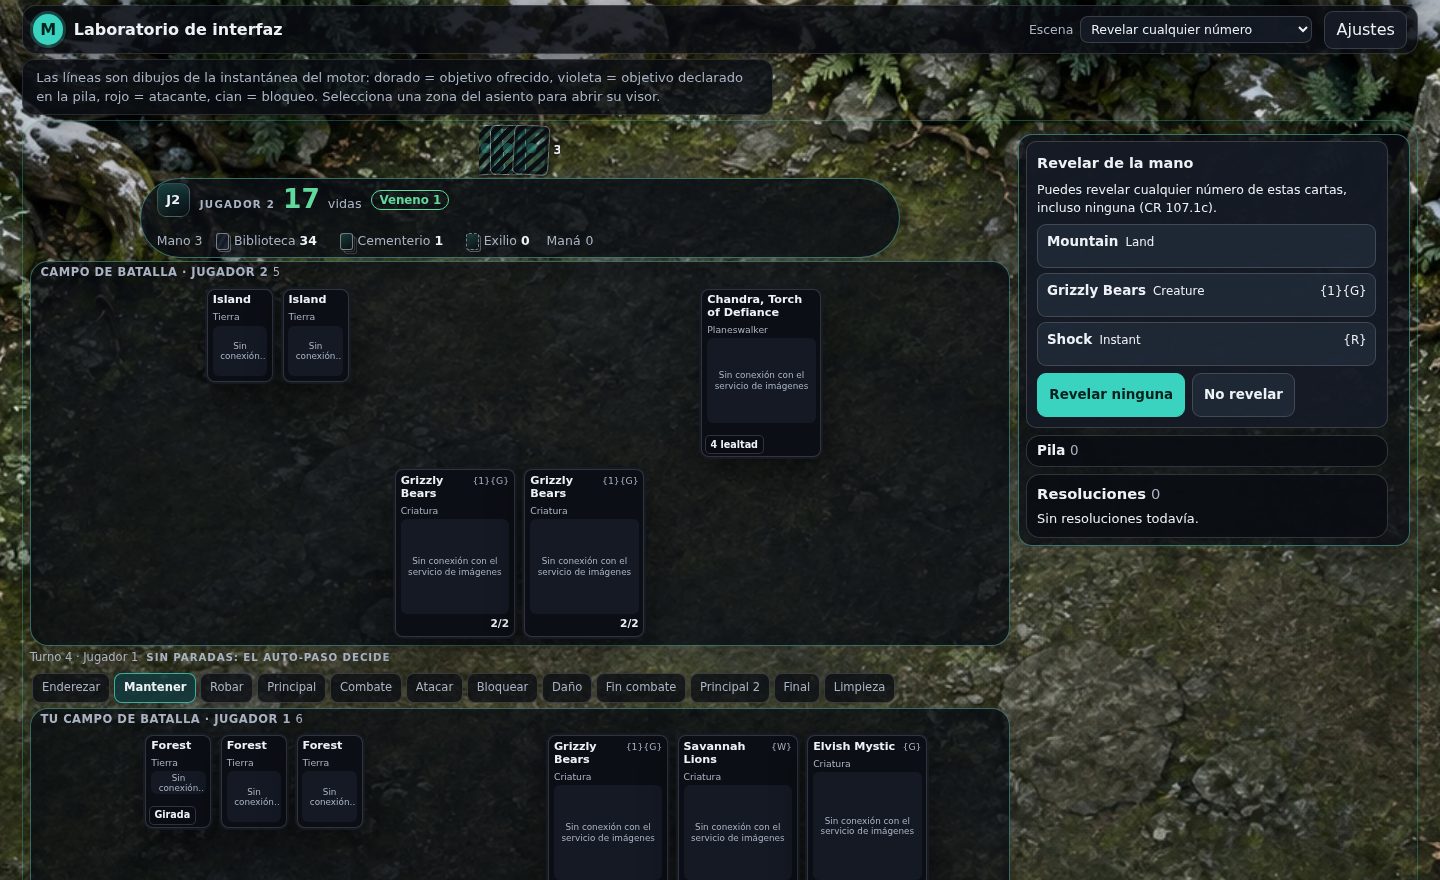 M Laboratorio de interfaz
Escena Revelar cualquier número Ajustes
Las líneas son dibujos de la instantánea del motor: dorado = objetivo ofrecido, violeta = objetivo declarado
en la pila, rojo = atacante, cian = bloqueo. Selecciona una zona del asiento para abrir su visor.
3
J2 JUGADOR 2 17 vidas Veneno 1
Mano 3 Biblioteca 34 Cementerio 1 Exilio 0 Maná 0
CAMPO DE BATALLA · JUGADOR 2 5
Island
Tierra
Sin
conexión..
Island
Tierra
Sin
conexión..
Chandra, Torch
of Defiance
Planeswalker
Sin conexión con el
servicio de imágenes
4 lealtad
Grizzly
Bears
{1}{G}
Criatura
Sin conexión con el
servicio de imágenes
2/2
Grizzly
Bears
{1}{G}
Criatura
Sin conexión con el
servicio de imágenes
2/2
Turno 4 · Jugador 1 SIN PARADAS: EL AUTO-PASO DECIDE
Enderezar Mantener Robar Principal Combate Atacar Bloquear Daño Fin combate Principal 2 Final Limpieza
TU CAMPO DE BATALLA · JUGADOR 1 6
Forest
Tierra
Sin
conexión..
Girada
Forest
Tierra
Sin
conexión..
Forest
Tierra
Sin
conexión..
Grizzly
Bears
{1}{G}
Criatura
Sin conexión con el
servicio de imágenes
Savannah
Lions
{W}
Criatura
Sin conexión con el
servicio de imágenes
Elvish Mystic {G}
Criatura
Sin conexión con el
servicio de imágenes
Revelar de la mano
Puedes revelar cualquier número de estas cartas,
incluso ninguna (CR 107.1c).
Mountain Land
Grizzly Bears Creature {1}{G}
Shock Instant {R}
Revelar ninguna No revelar
Pila 0
Resoluciones 0
Sin resoluciones todavía.